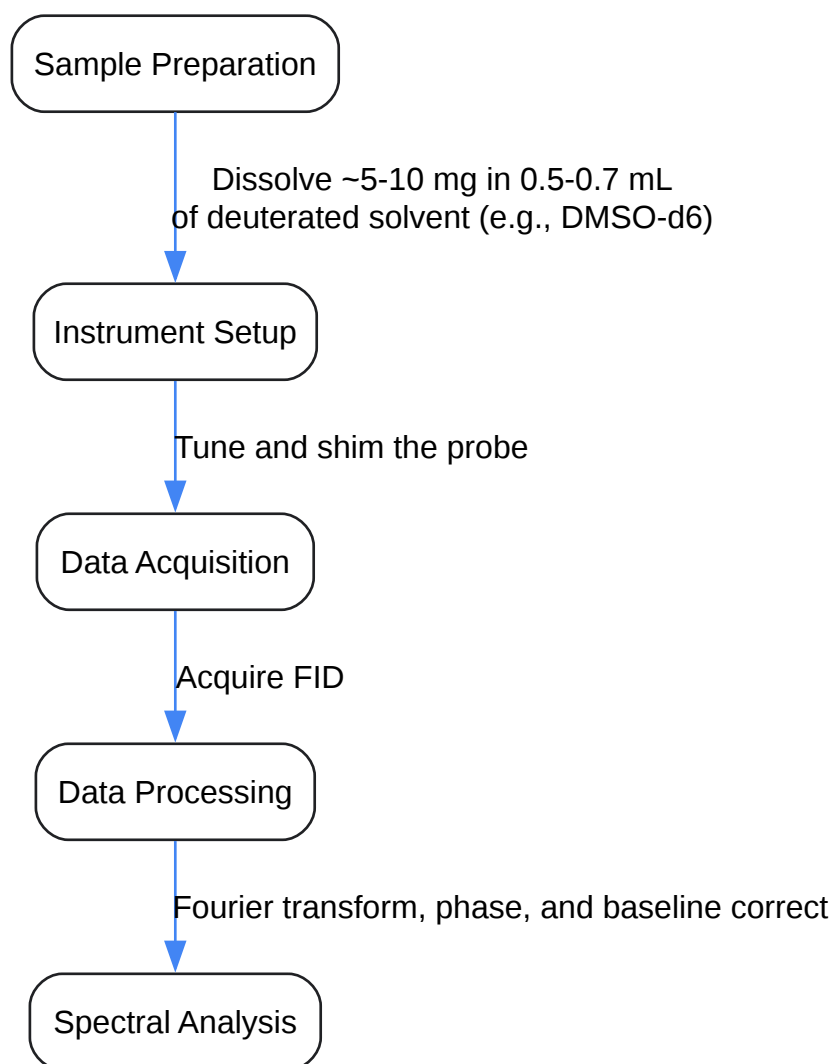 Sample Preparation
Dissolve ~5-10 mg in 0.5-0.7 mL
of deuterated solvent (e.g., DMSO-d6)
Instrument Setup
Tune and shim the probe
Data Acquisition
Acquire FID
Data Processing
Fourier transform, phase, and baseline correct
Spectral Analysis